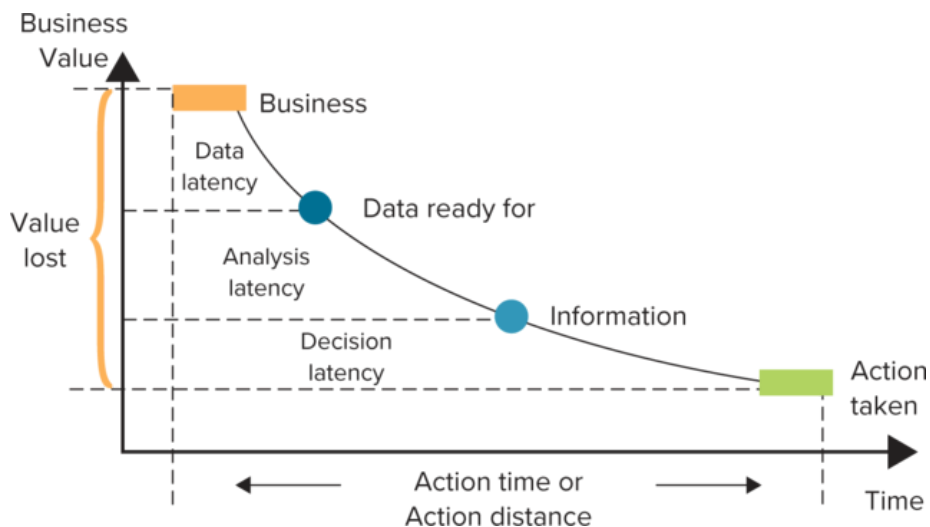 Business
Value
Business
Data
latency
Data ready for
Value
lost
Analysis
latency
Information
Decision
latency
Action
taken
Action time or
Action distance
Time